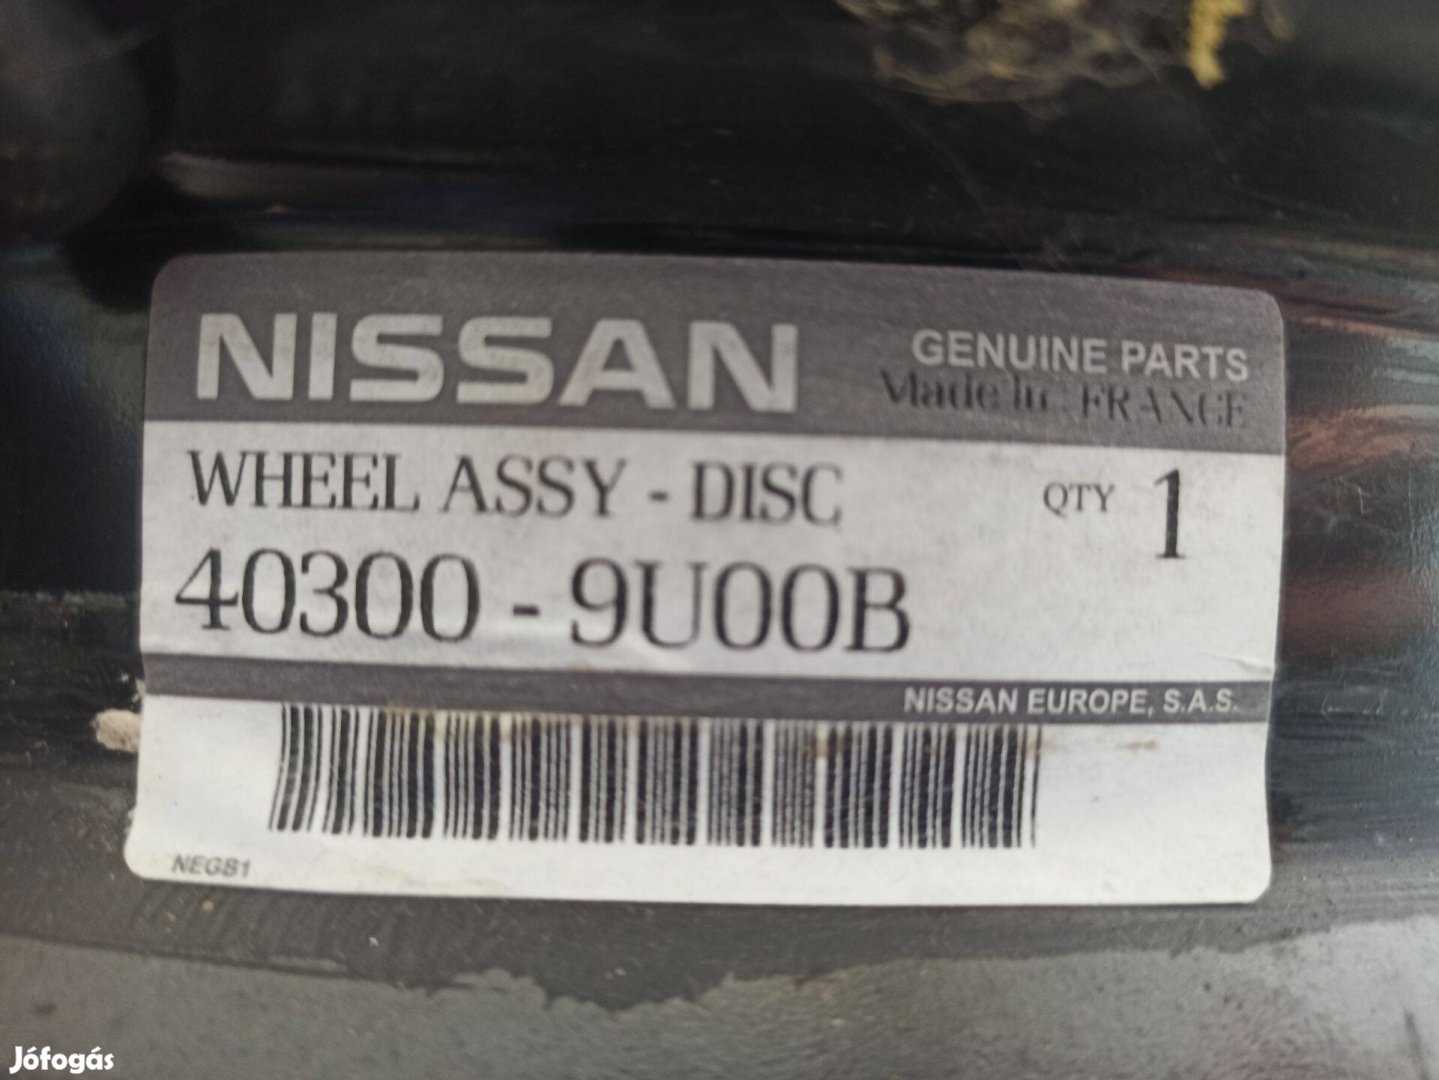 NISSAN
GENUINE PARTS
Made in : FRANCE
WHEEL ASSY - DISC
QTY 1
40300 - 9U00B
NISSAN EUROPE, S.A.S.
NEGB1
Jófogás